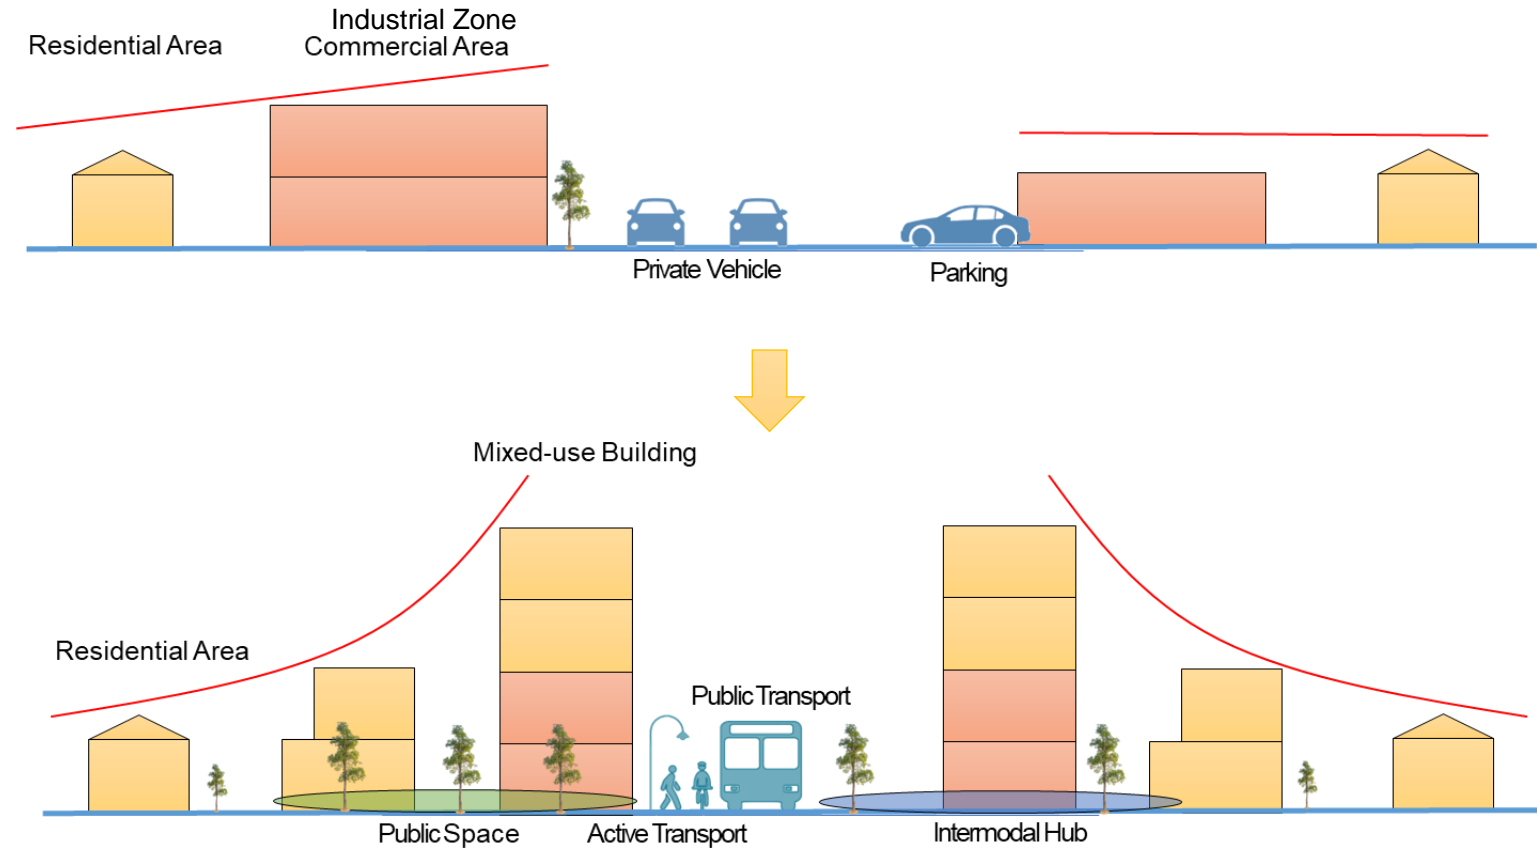 Industrial Zone
Residential Area
Commercial Area
Private Vehicle
Parking
Mixed-use Building
Residential Area
Public Transport
Public Space
Active Transport
Intermodal Hub